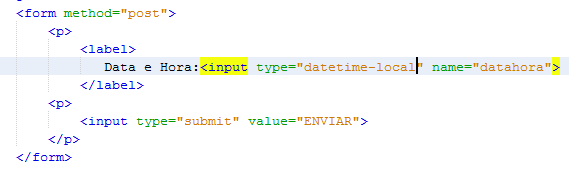 <form method="post">
<p>
<label>
Data e Hora:<input type="datetime-local" name="datahora">
</label>
<p>
<input type="submit" value="ENVIAR">
</p>
</form>